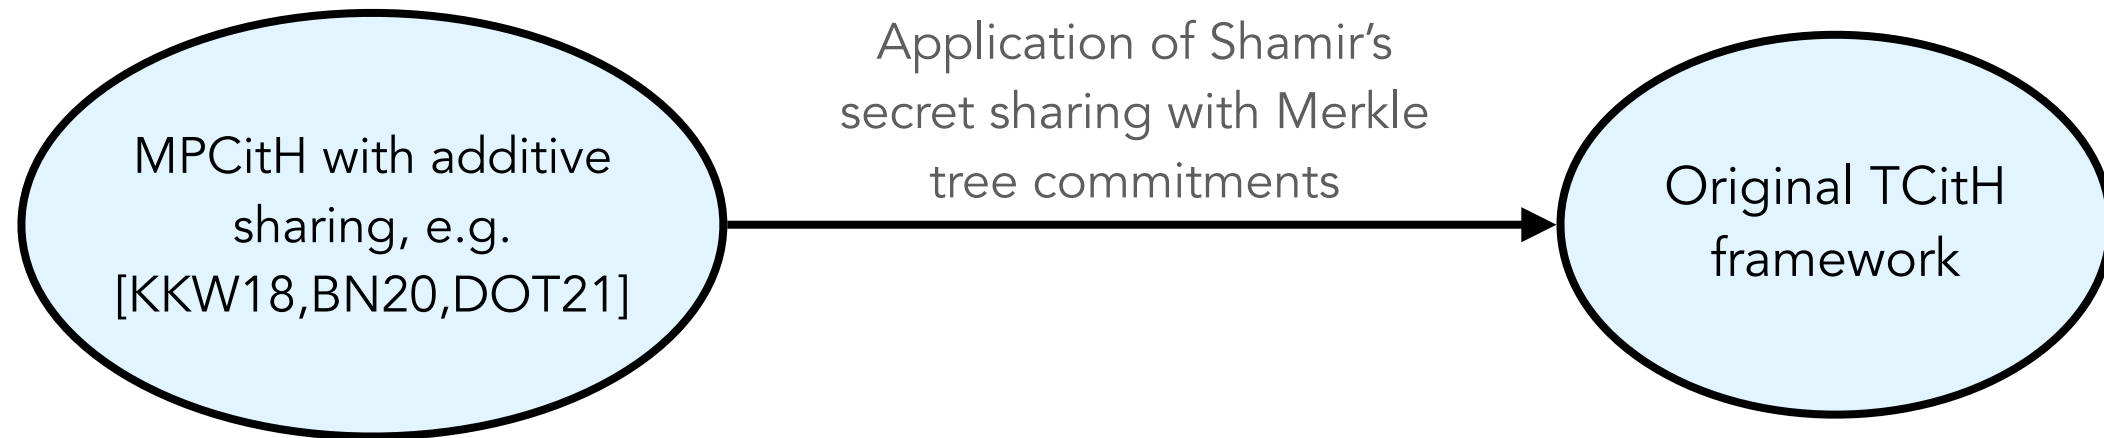 MPCitH with additive
sharing, e.g.
[KKW18,BN20,DOT21]
Application of Shamir’s
secret sharing with Merkle
tree commitments
Original TCitH
framework